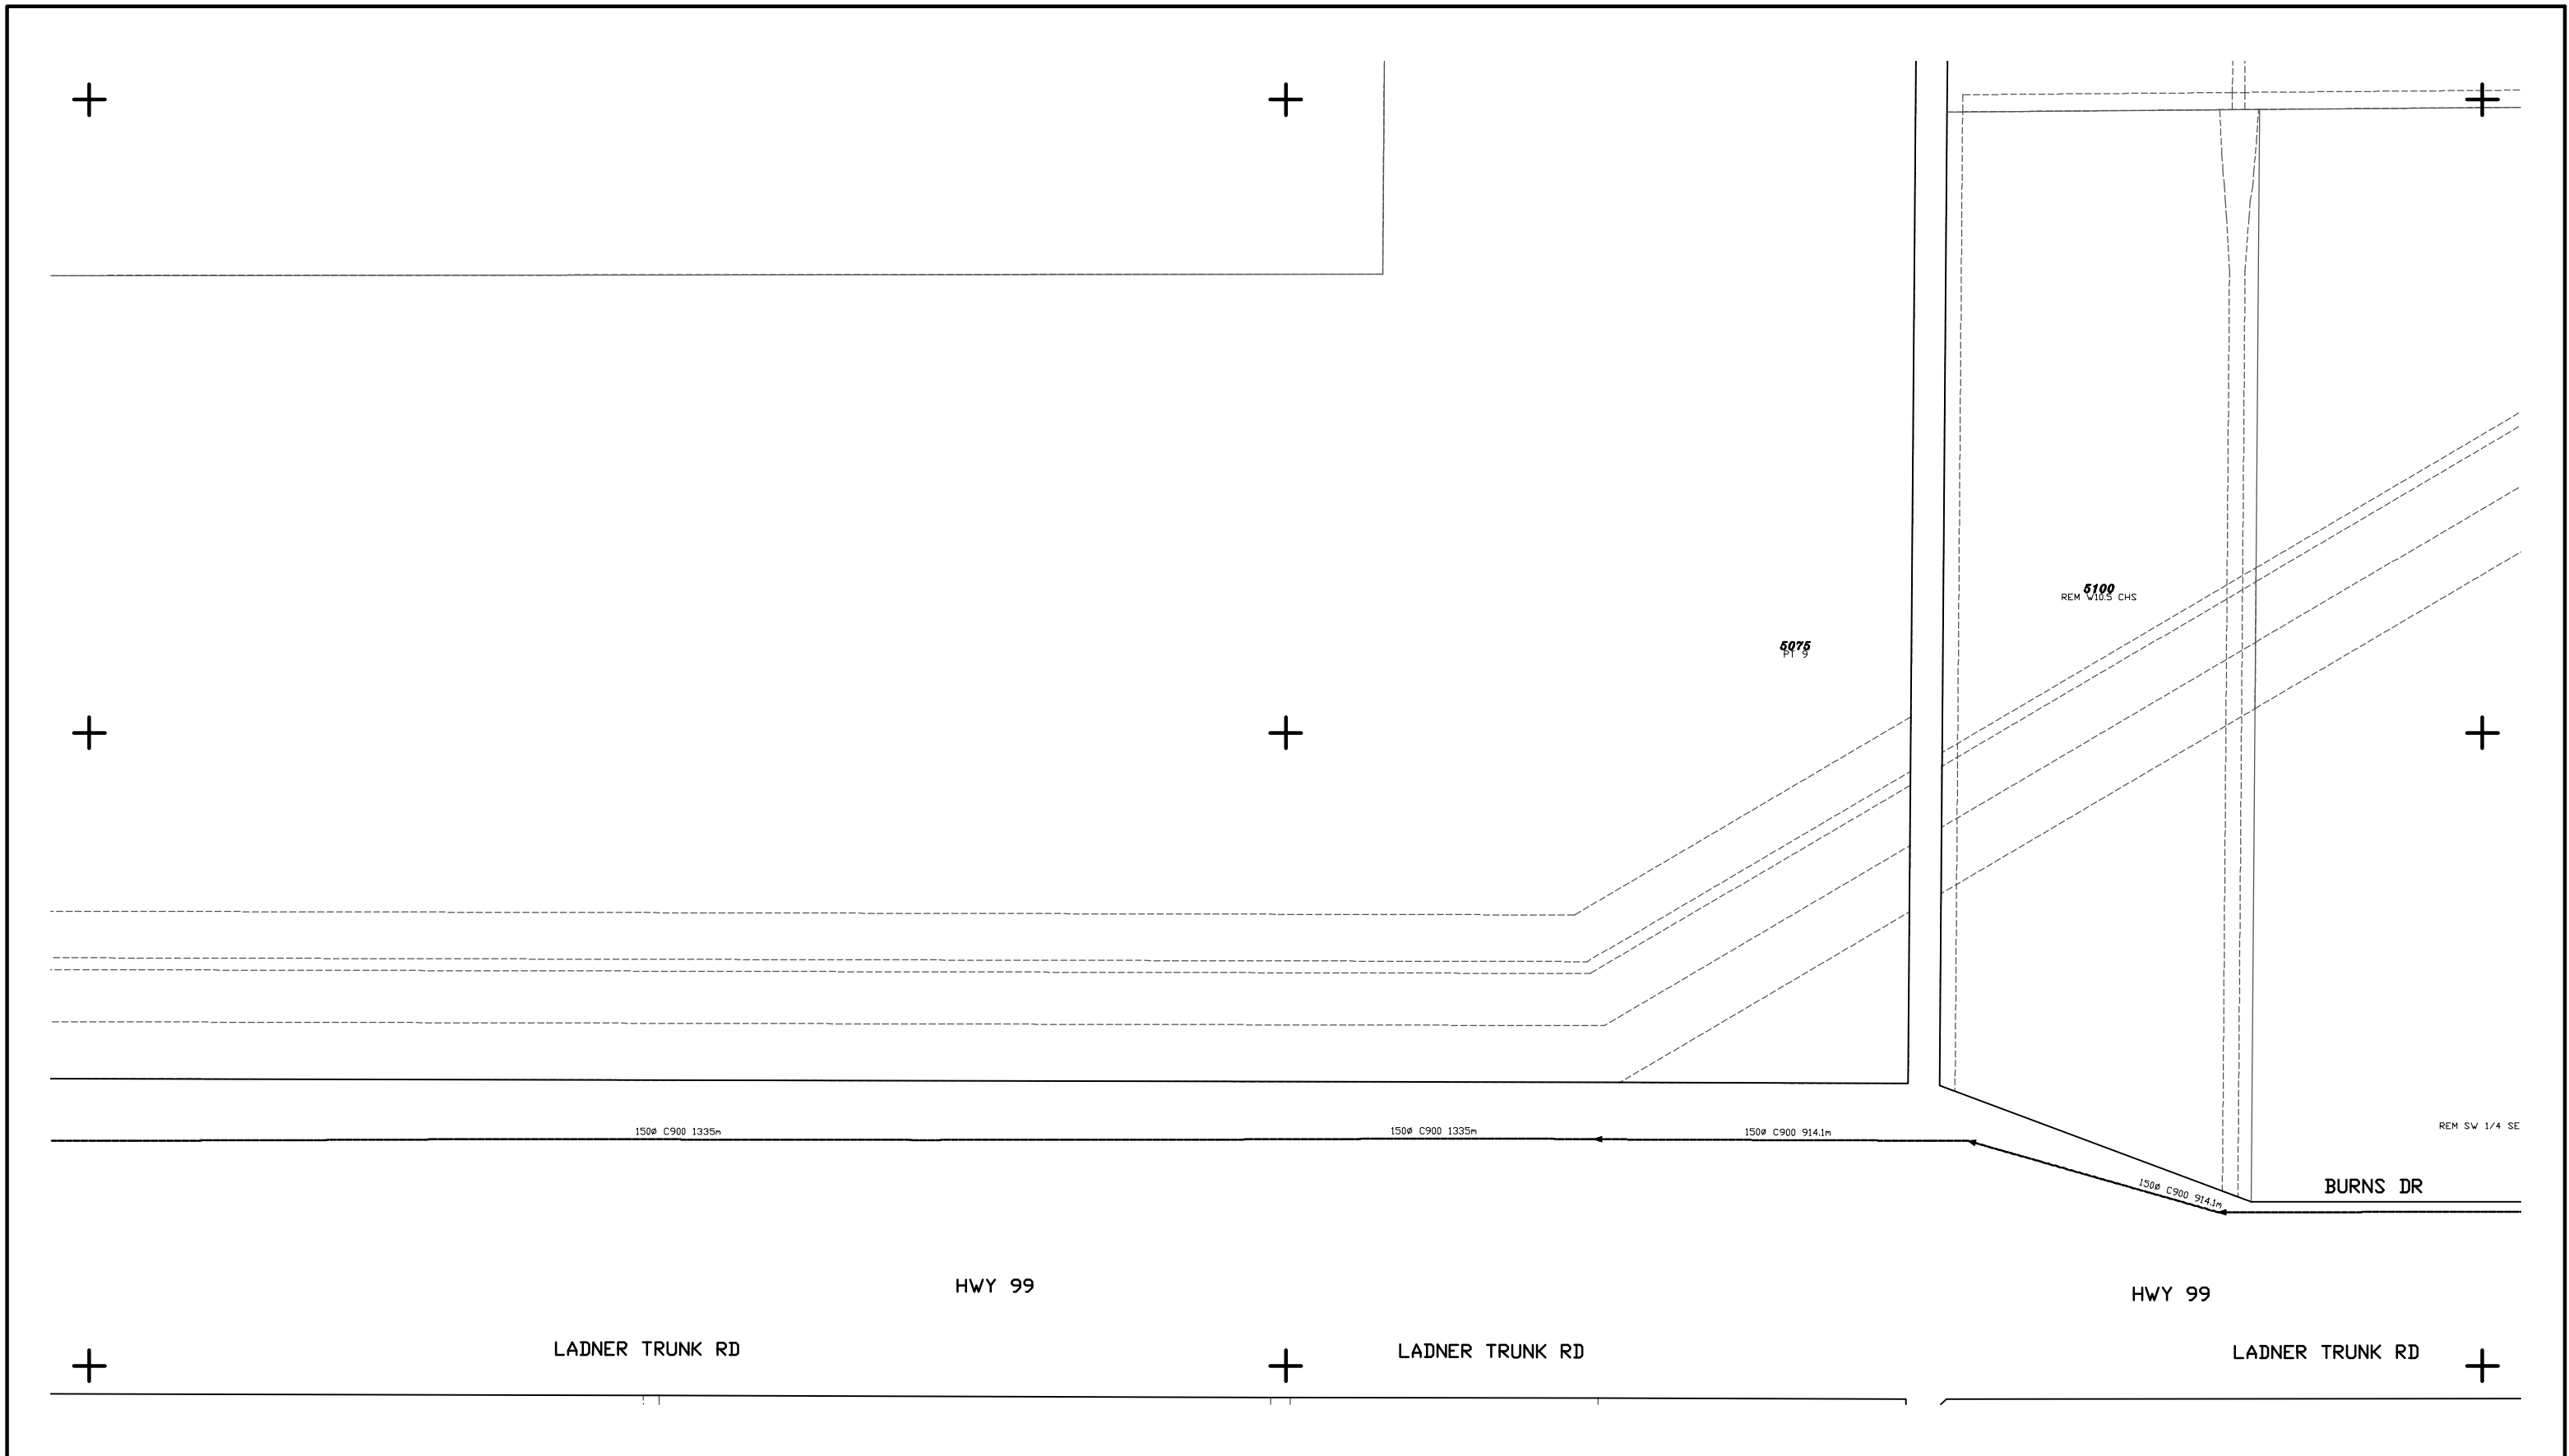 5100
REM W10.5 CHS
5075
PT 9
REM SW 1/4 SE
150Ø C900 1335m
150Ø C900 1335m
150Ø C900 914.1m
150Ø C900 914.1m
BURNS DR
HWY 99
HWY 99
LADNER TRUNK RD
LADNER TRUNK RD
LADNER TRUNK RD